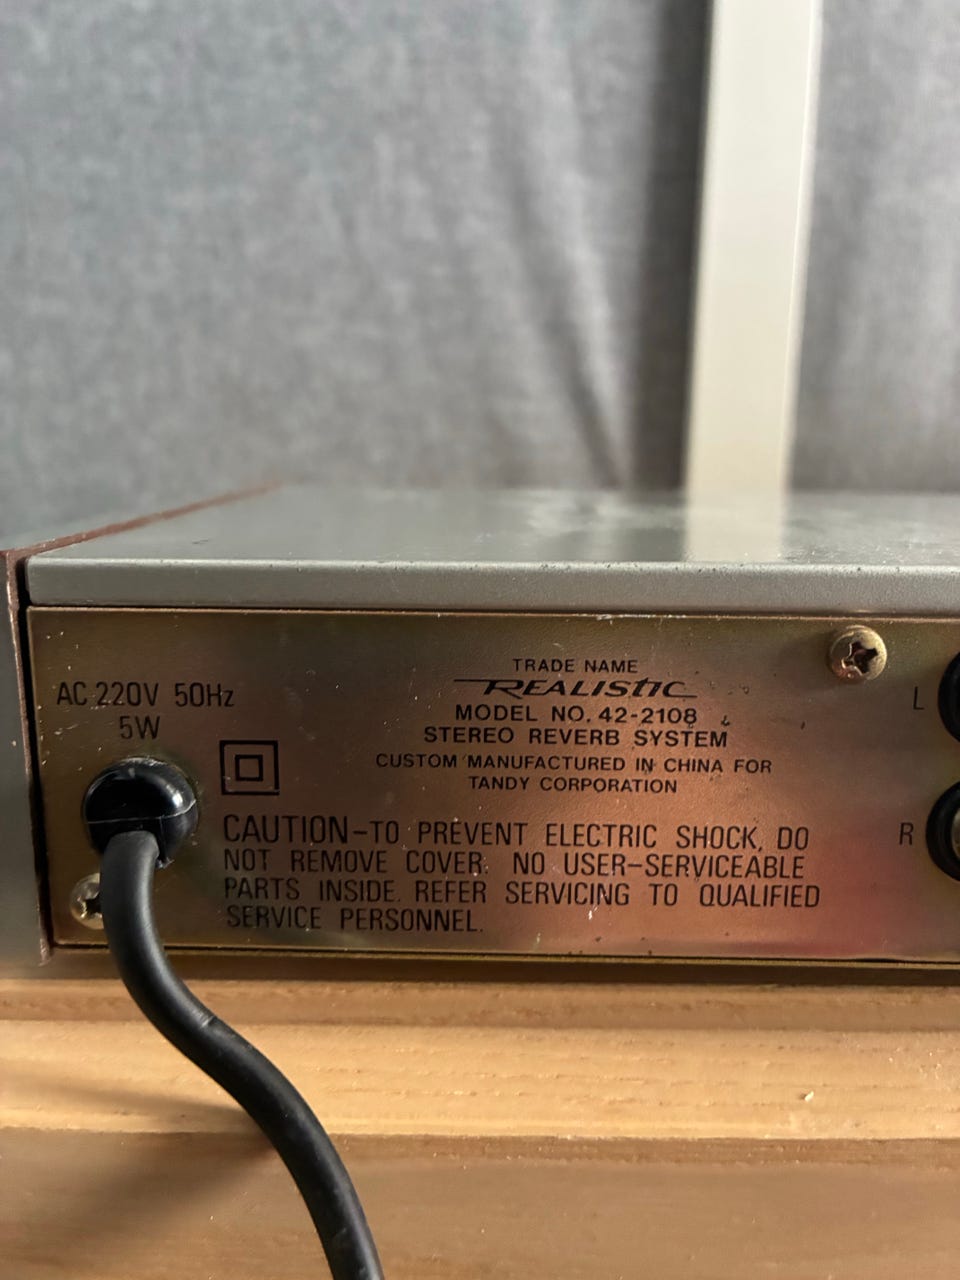 AC 220V 50Hz
5W
TRADE NAME
REALISTIC
MODEL NO. 42-2108
STEREO REVERB SYSTEM
CUSTOM MANUFACTURED IN CHINA FOR
TANDY CORPORATION
CAUTION-TO PREVENT ELECTRIC SHOCK, DO
NOT REMOVE COVER. NO USER-SERVICEABLE
PARTS INSIDE. REFER SERVICING TO QUALIFIED
SERVICE PERSONNEL.
L
R